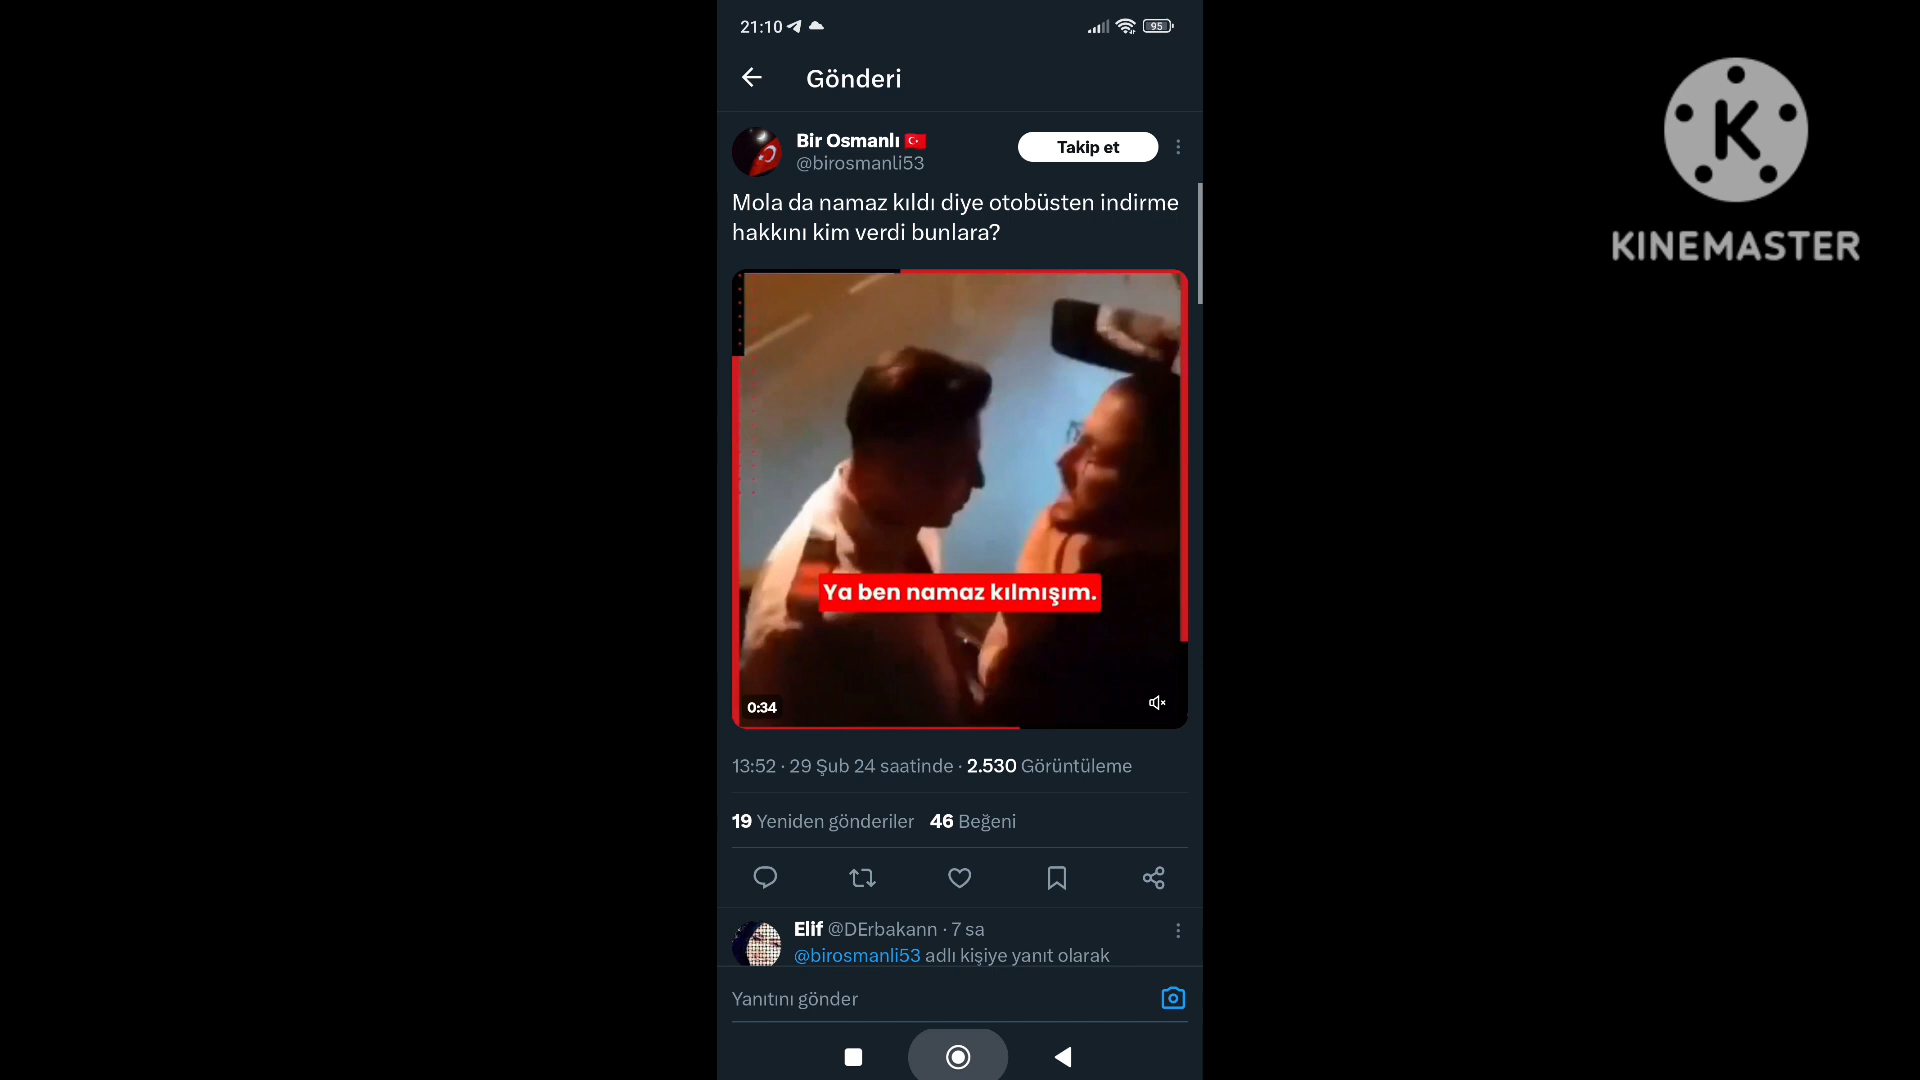 21:10
95
Gönderi
Bir Osmanlı
@birosmanli53
Takip et
Mola da namaz kıldı diye otobüsten indirme
hakkını kim verdi bunlara?
Ya ben namaz kılmışım.
0:34
13:52 · 29 Şub 24 saatinde · 2.530 Görüntüleme
19 Yeniden gönderiler 46 Beğeni
Elif @DErbakann · 7 sa
@birosmanli53 adlı kişiye yanıt olarak
Yanıtını gönder
K
KINEMASTER